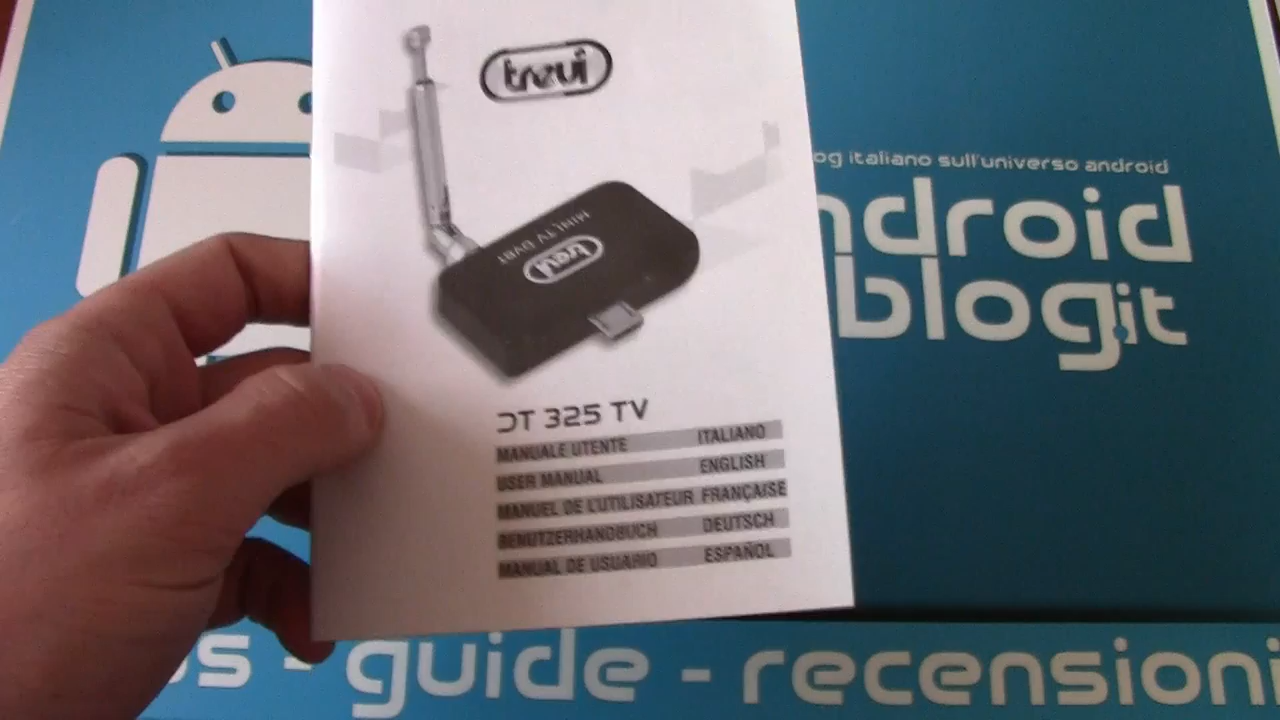 trevi
MINI TV DVBT
trevi
DT 325 TV
MANUALE UTENTE ITALIANO
USER MANUAL ENGLISH
MANUEL DE L'UTILISATEUR FRANÇAISE
BENUTZERHANDBUCH DEUTSCH
MANUAL DE USUARIO ESPAÑOL
og italiano sull'universo android
ndroid
blogit
s - guide - recensioni